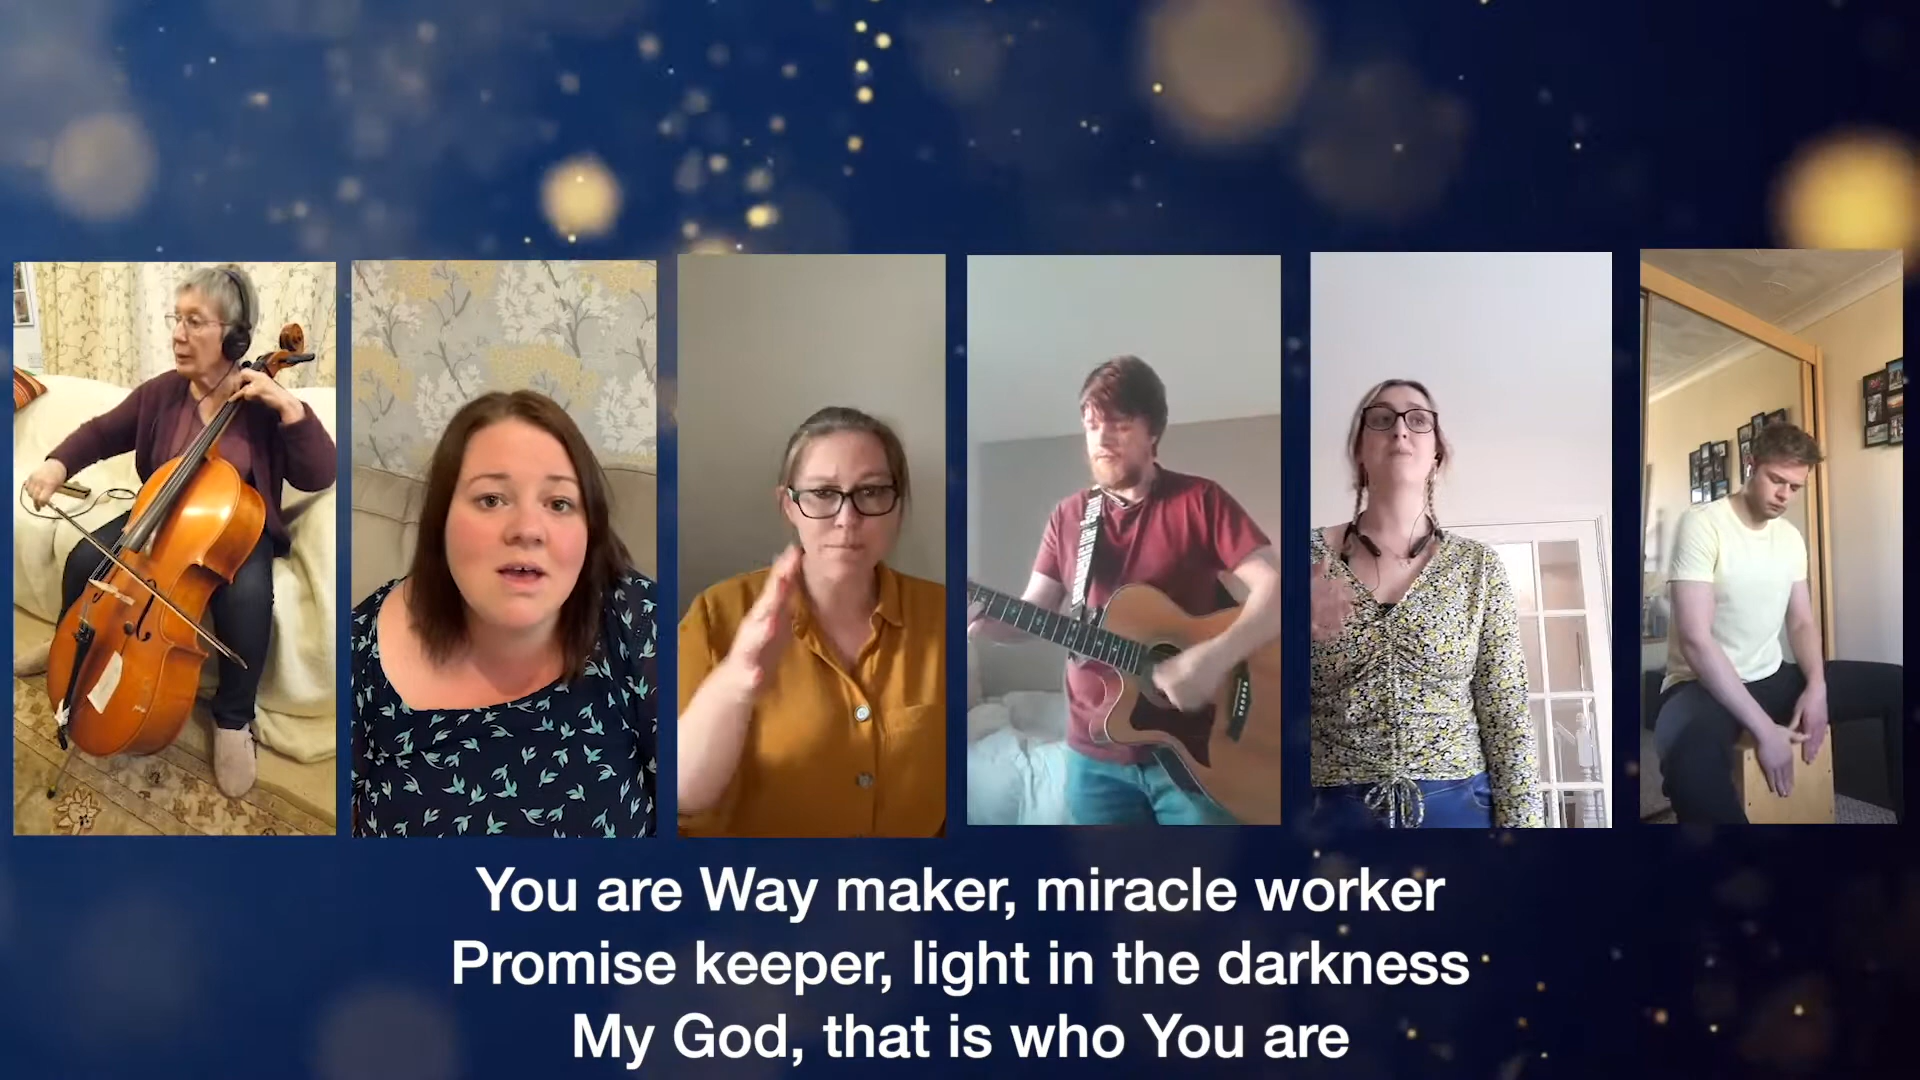 You are Way maker, miracle worker
Promise keeper, light in the darkness
My God, that is who You are